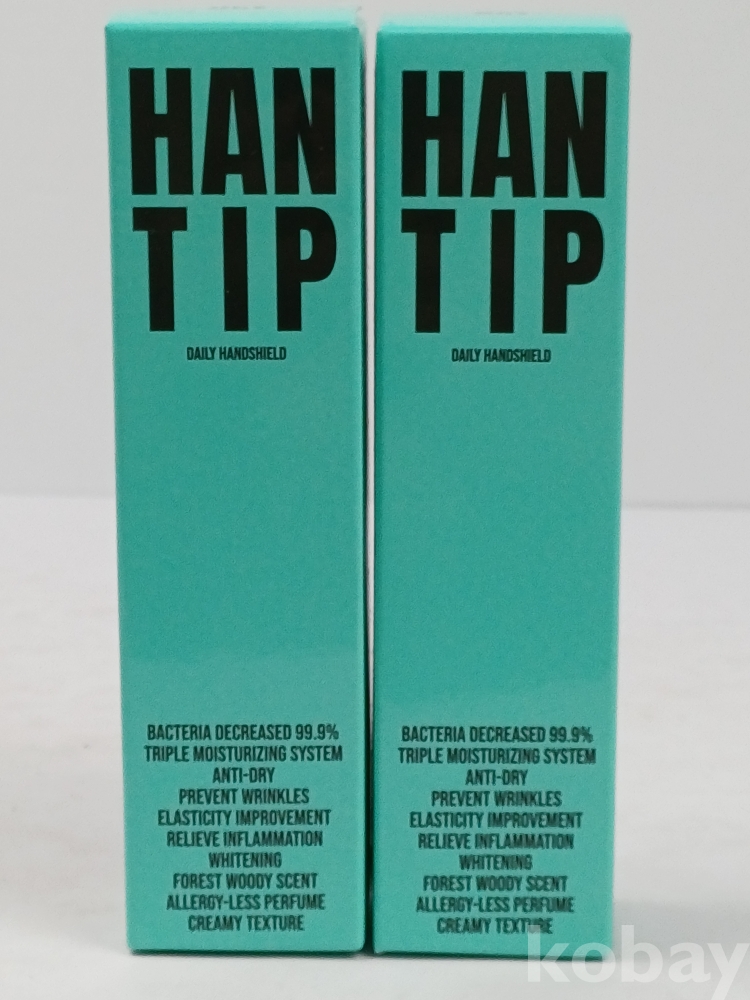 HAN
TIP
DAILY HANDSHIELD
BACTERIA DECREASED 99.9%
TRIPLE MOISTURIZING SYSTEM
ANTI-DRY
PREVENT WRINKLES
ELASTICITY IMPROVEMENT
RELIEVE INFLAMMATION
WHITENING
FOREST WOODY SCENT
ALLERGY-LESS PERFUME
CREAMY TEXTURE
HAN
TIP
DAILY HANDSHIELD
BACTERIA DECREASED 99.9%
TRIPLE MOISTURIZING SYSTEM
ANTI-DRY
PREVENT WRINKLES
ELASTICITY IMPROVEMENT
RELIEVE INFLAMMATION
WHITENING
FOREST WOODY SCENT
ALLERGY-LESS PERFUME
CREAMY TEXTURE
kobay